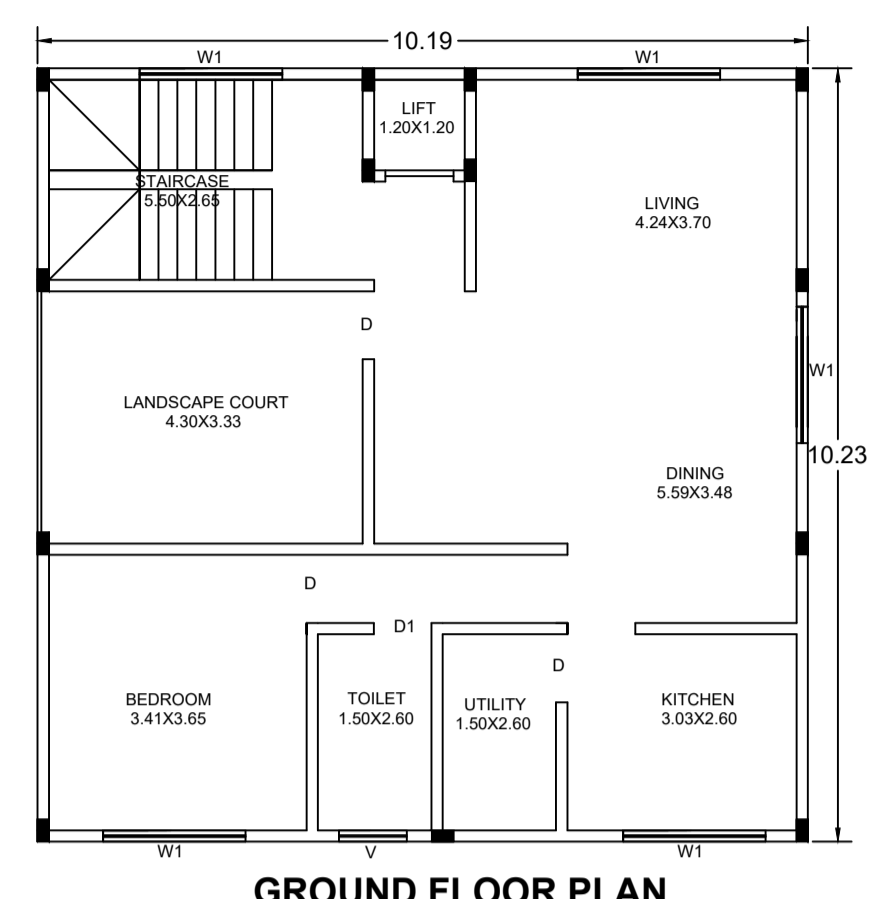 10.19
W1
W1
LIFT
1.20X1.20
STAIRCASE
5.50X2.65
LIVING
4.24X3.70
D
W1
LANDSCAPE COURT
4.30X3.33
10.23
DINING
5.59X3.48
D
D1
D
BEDROOM
3.41X3.65
TOILET
1.50X2.60
UTILITY
1.50X2.60
KITCHEN
3.03X2.60
W1
V
W1
GROUND FLOOR PLAN